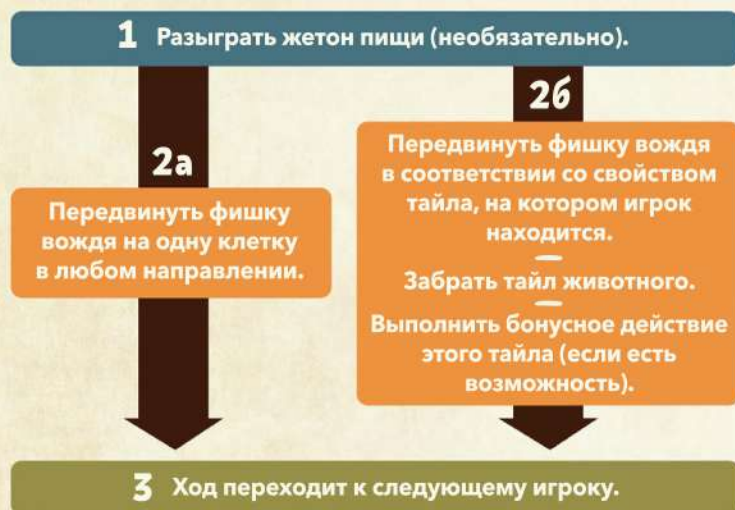 1 Разыграть жетон пищи (необязательно).
2а
Передвинуть фишку
вождя на одну клетку
в любом направлении.
2б
Передвинуть фишку вождя
в соответствии со свойством
тайла, на котором игрок
находится.
Забрать тайл животного.
Выполнить бонусное действие
этого тайла (если есть
возможность).
3 Ход переходит к следующему игроку.